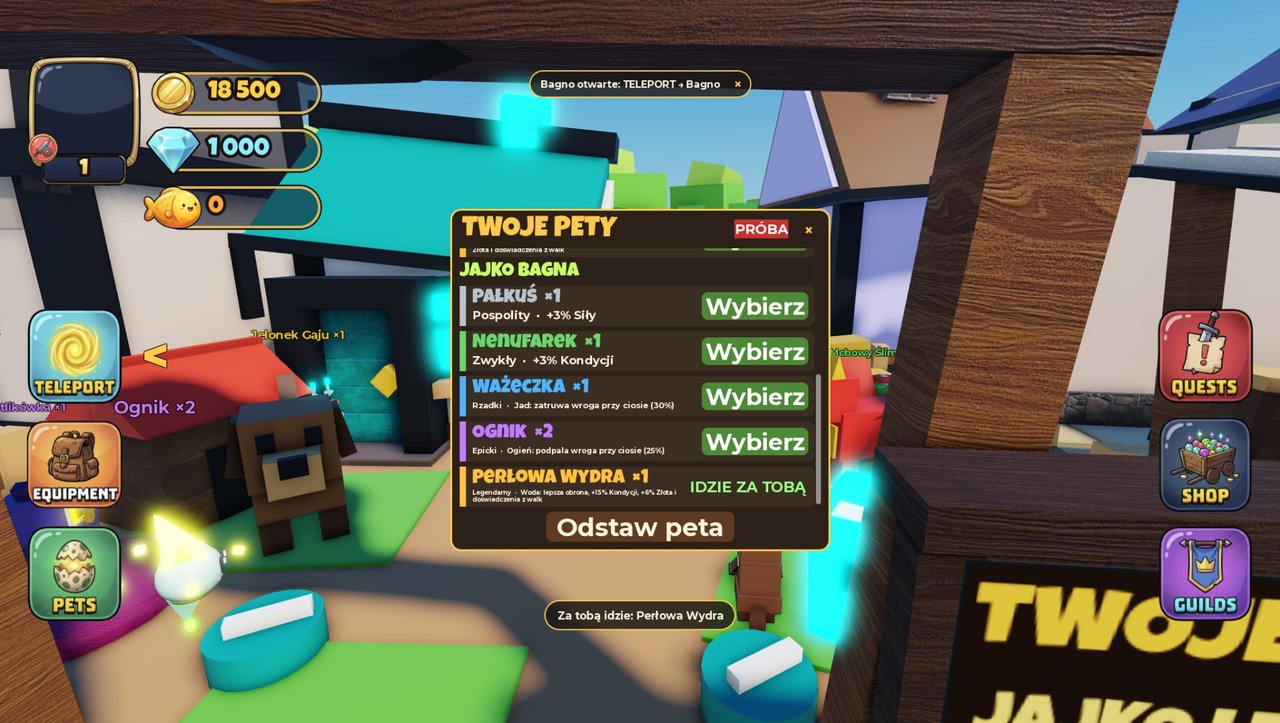 18 500
1 000
0
1
Bagno otwarte: TELEPORT → Bagno ×
TWOJE PETY PRÓBA ×
Złota i doświadczenia z walk
JAJKO BAGNA
PAŁKUŚ ×1
Pospolity · +3% Siły
Wybierz
NENUFAREK ×1
Zwykły · +3% Kondycji
Wybierz
WAŻECZKA ×1
Rzadki · Jad: zatruwa wroga przy ciosie (30%)
Wybierz
OGNIK ×2
Epicki · Ogień: podpala wroga przy ciosie (25%)
Wybierz
PERŁOWA WYDRA ×1
Legendarny · Woda: lepsza obrona, +15% Kondycji, +6% Złota i
doświadczenia z walk
IDZIE ZA TOBĄ
Odstaw peta
Za tobą idzie: Perłowa Wydra
TELEPORT
<
EQUIPMENT
PETS
QUESTS
SHOP
GUILDS
Jelonek Gaju ×1
Ognik ×2
TWOJE